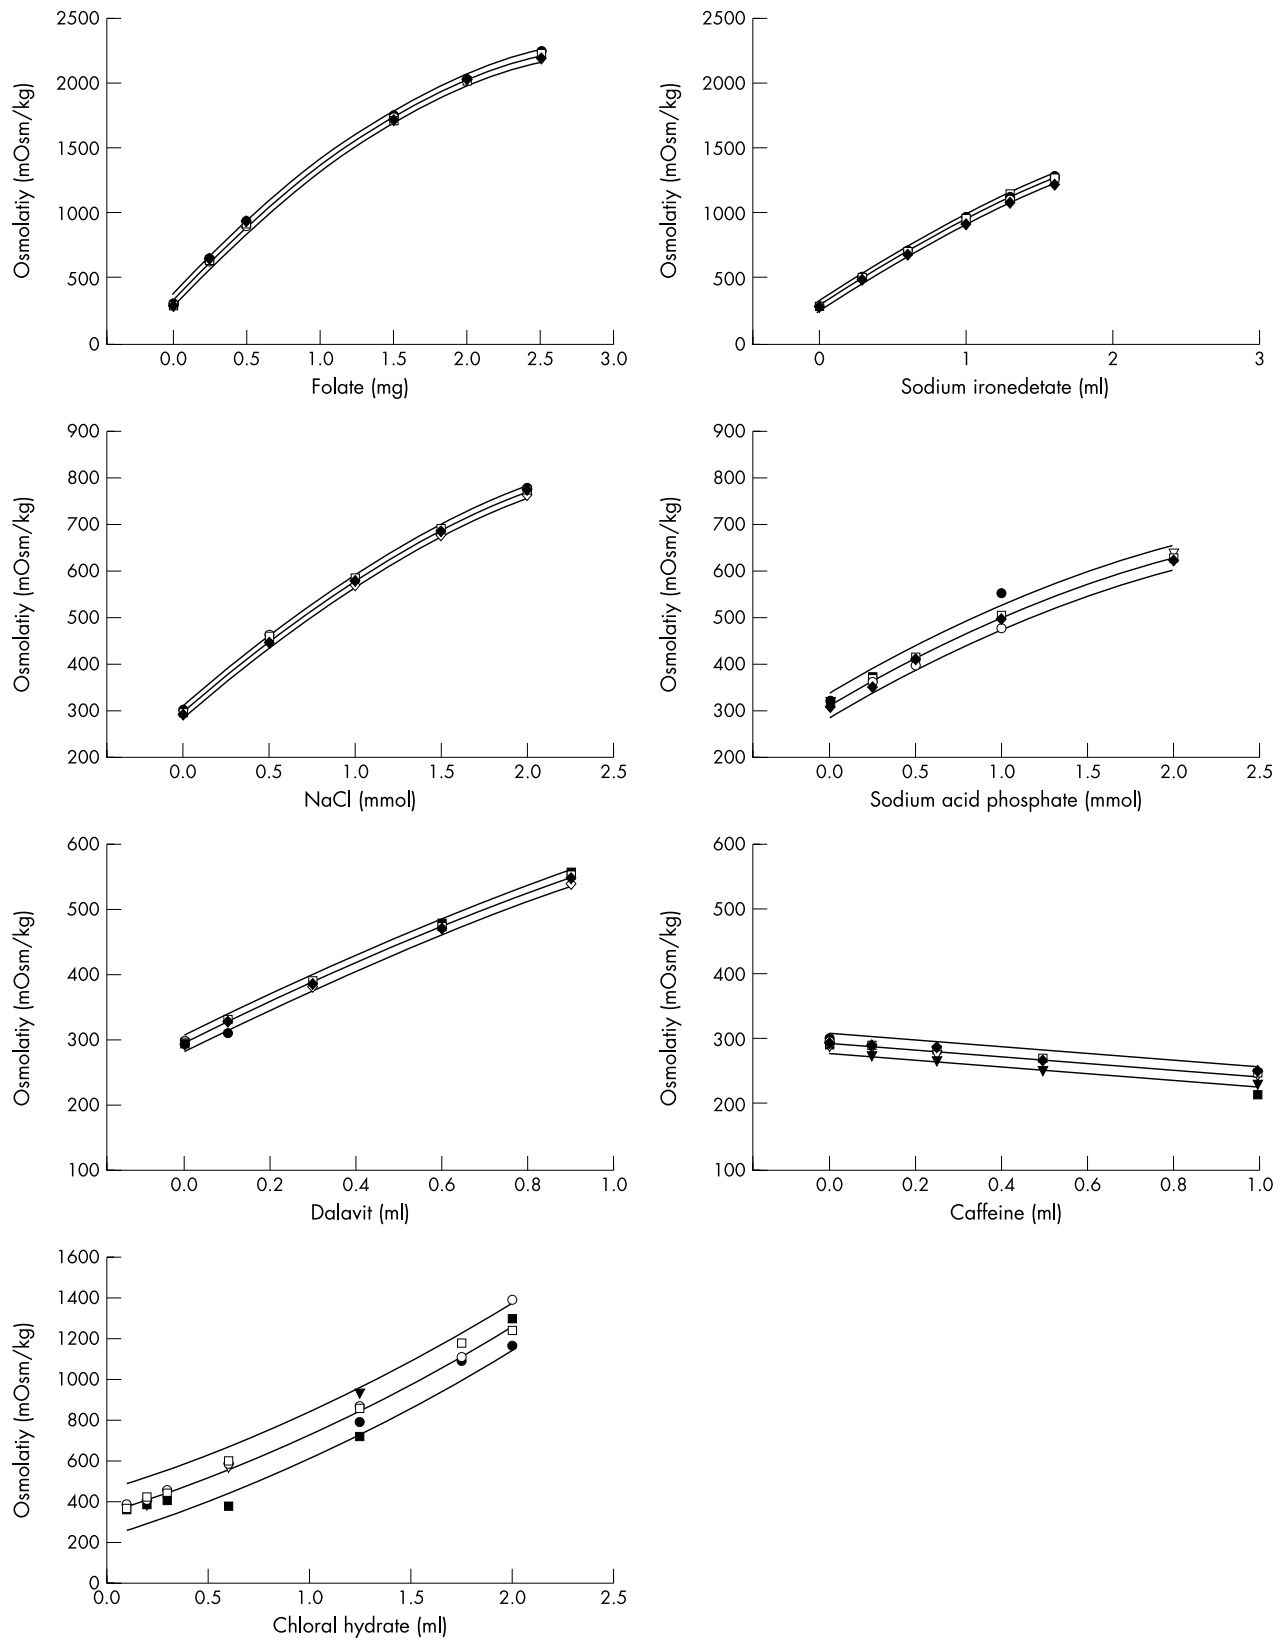 Osmolatiy (mOsm/kg)
2500
2000
1500
1000
500
0
0.0 0.5 1.0 1.5 2.0 2.5 3.0
Folate (mg)
Osmolatiy (mOsm/kg)
2500
2000
1500
1000
500
0
0 1 2 3
Sodium ironedetate (ml)
Osmolatiy (mOsm/kg)
900
800
700
600
500
400
300
200
0.0 0.5 1.0 1.5 2.0 2.5
NaCl (mmol)
Osmolatiy (mOsm/kg)
900
800
700
600
500
400
300
200
0.0 0.5 1.0 1.5 2.0 2.5
Sodium acid phosphate (mmol)
Osmolatiy (mOsm/kg)
600
500
400
300
200
100
0.0 0.2 0.4 0.6 0.8 1.0
Dalavit (ml)
Osmolatiy (mOsm/kg)
600
500
400
300
200
100
0.0 0.2 0.4 0.6 0.8 1.0
Caffeine (ml)
Osmolatiy (mOsm/kg)
1600
1400
1200
1000
800
600
400
200
0
0.0 0.5 1.0 1.5 2.0 2.5
Chloral hydrate (ml)